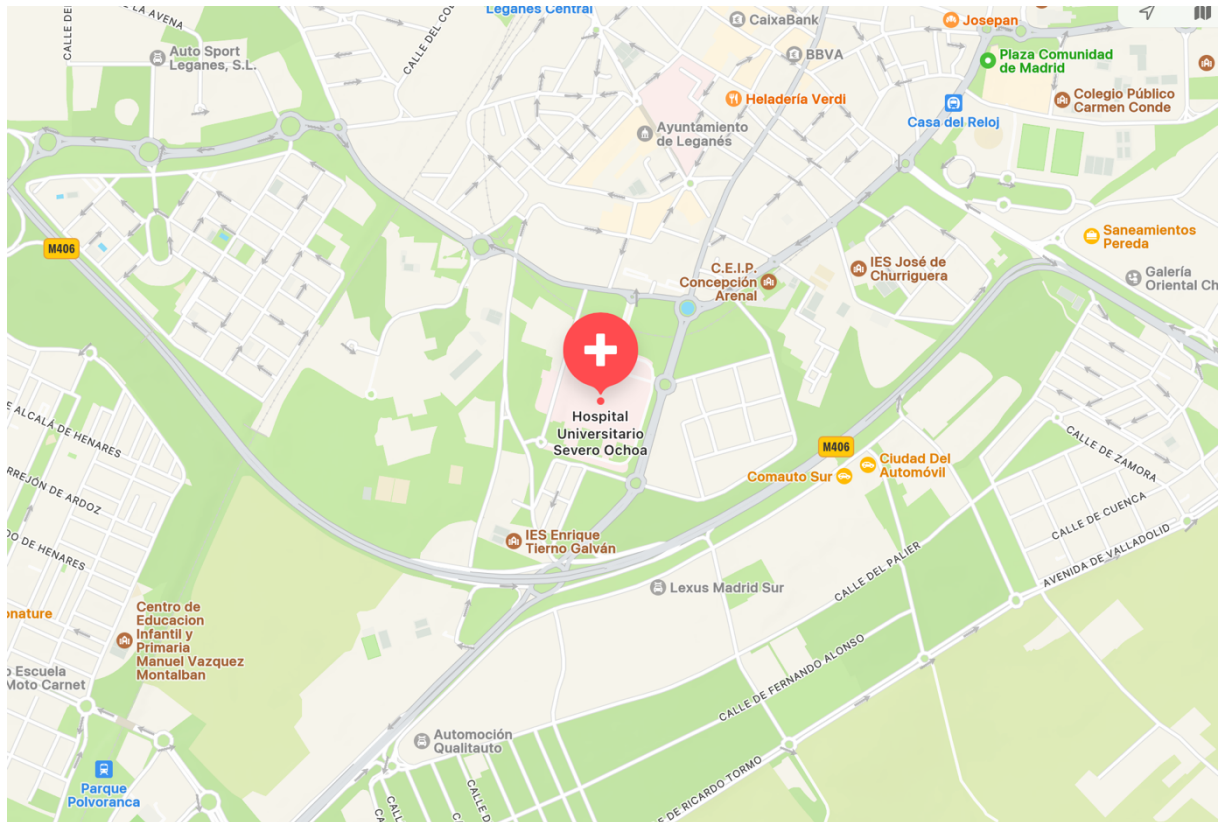 Leganés Central
CaixaBank
Josepan
LA AVENA
CALLE DEL
Auto Sport
Leganes, S.L.
BBVA
Plaza Comunidad
de Madrid
Heladería Verdi
Colegio Público
Carmen Conde
Casa del Reloj
Ayuntamiento
de Leganés
M406
Saneamientos
Pereda
C.E.I.P.
Concepción
Arenal
IES José de
Churriguera
Galería
Oriental Ch
Hospital
Universitario
Severo Ochoa
E ALCALÁ DE HENARES
M406
Ciudad Del
Automóvil
Comauto Sur
CALLE DE ZAMORA
RREJÓN DE ARDOZ
CALLE DE CUENCA
DO DE HENARES
IES Enrique
Tierno Galván
AVENIDA DE VALLADOLID
CALLE DEL PALIER
Lexus Madrid Sur
onature
Centro de
Educacion
Infantil y
Primaria
Manuel Vazquez
Montalban
o Escuela
Moto Carnet
CALLE DE FERNANDO ALONSO
Automoción
Qualitauto
Parque
Polvoranca
E DE RICARDO TORMO
CALLE D